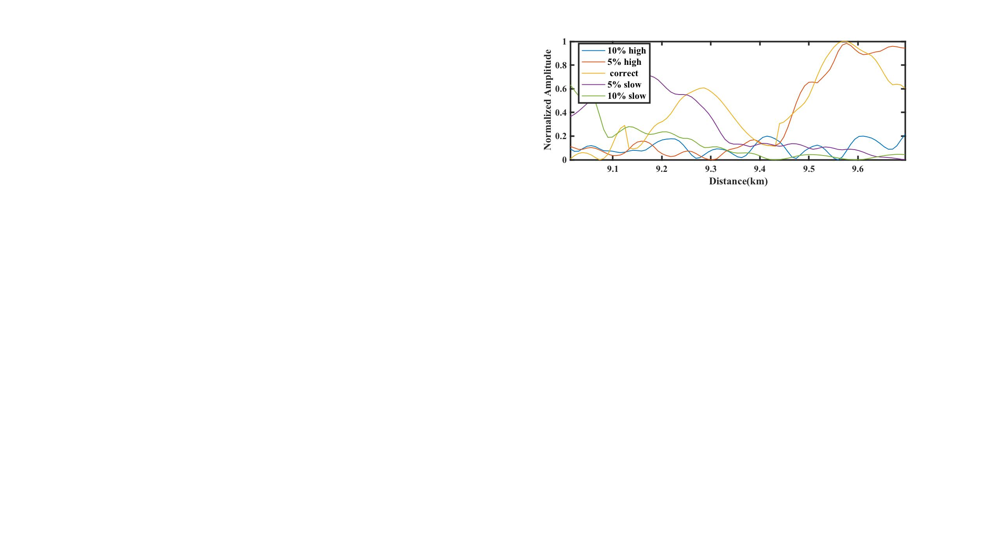 Normalized Amplitude
1
0.8
0.6
0.4
0.2
0
10% high
5% high
correct
5% slow
10% slow
9.1 9.2 9.3 9.4 9.5 9.6
Distance(km)